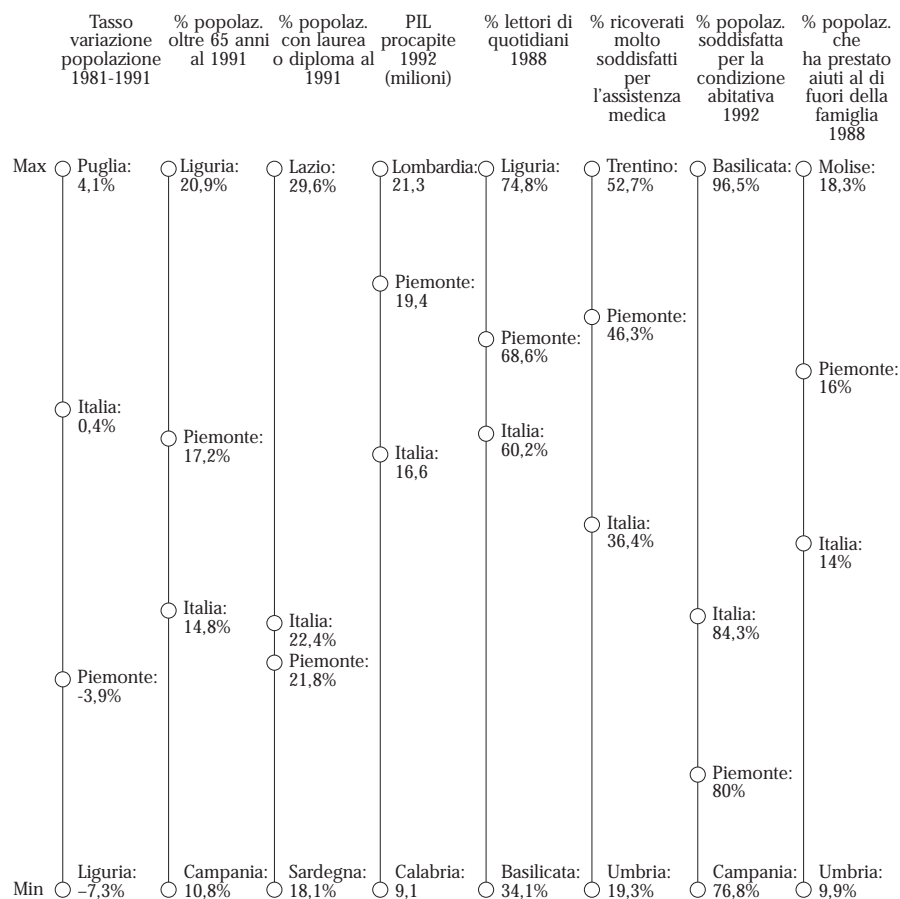 Tasso
variazione
popolazione
1981-1991
% popolaz.
oltre 65 anni
al 1991
% popolaz.
con laurea
o diploma al
1991
PIL
procapite
1992
(milioni)
% lettori di
quotidiani
1988
% ricoverati
molto
soddisfatti
per
l'assistenza
medica
% popolaz.
soddisfatta
per la
condizione
abitativa
1992
% popolaz.
che
ha prestato
aiuti al di
fuori della
famiglia
1988
Max
Puglia:
4,1%
Italia:
0,4%
Piemonte:
-3,9%
Min
Liguria:
–7,3%
Liguria:
20,9%
Piemonte:
17,2%
Italia:
14,8%
Campania:
10,8%
Lazio:
29,6%
Italia:
22,4%
Piemonte:
21,8%
Sardegna:
18,1%
Lombardia:
21,3
Piemonte:
19,4
Italia:
16,6
Calabria:
9,1
Liguria:
74,8%
Piemonte:
68,6%
Italia:
60,2%
Basilicata:
34,1%
Trentino:
52,7%
Piemonte:
46,3%
Italia:
36,4%
Umbria:
19,3%
Basilicata:
96,5%
Italia:
84,3%
Piemonte:
80%
Campania:
76,8%
Molise:
18,3%
Piemonte:
16%
Italia:
14%
Umbria:
9,9%